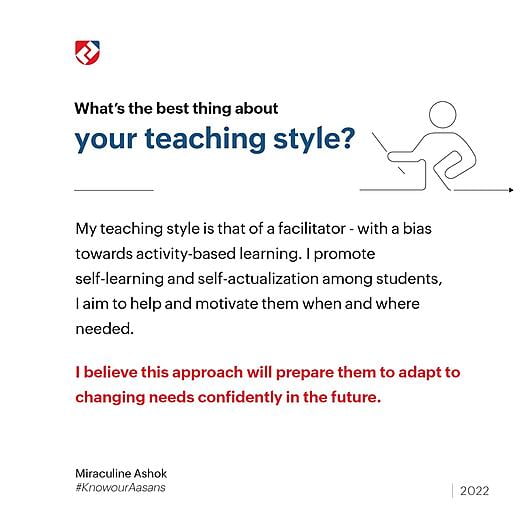 What's the best thing about
your teaching style?
My teaching style is that of a facilitator - with a bias
towards activity-based learning. I promote
self-learning and self-actualization among students,
I aim to help and motivate them when and where
needed.
I believe this approach will prepare them to adapt to
changing needs confidently in the future.
Miraculine Ashok
#KnowourAasans
2022